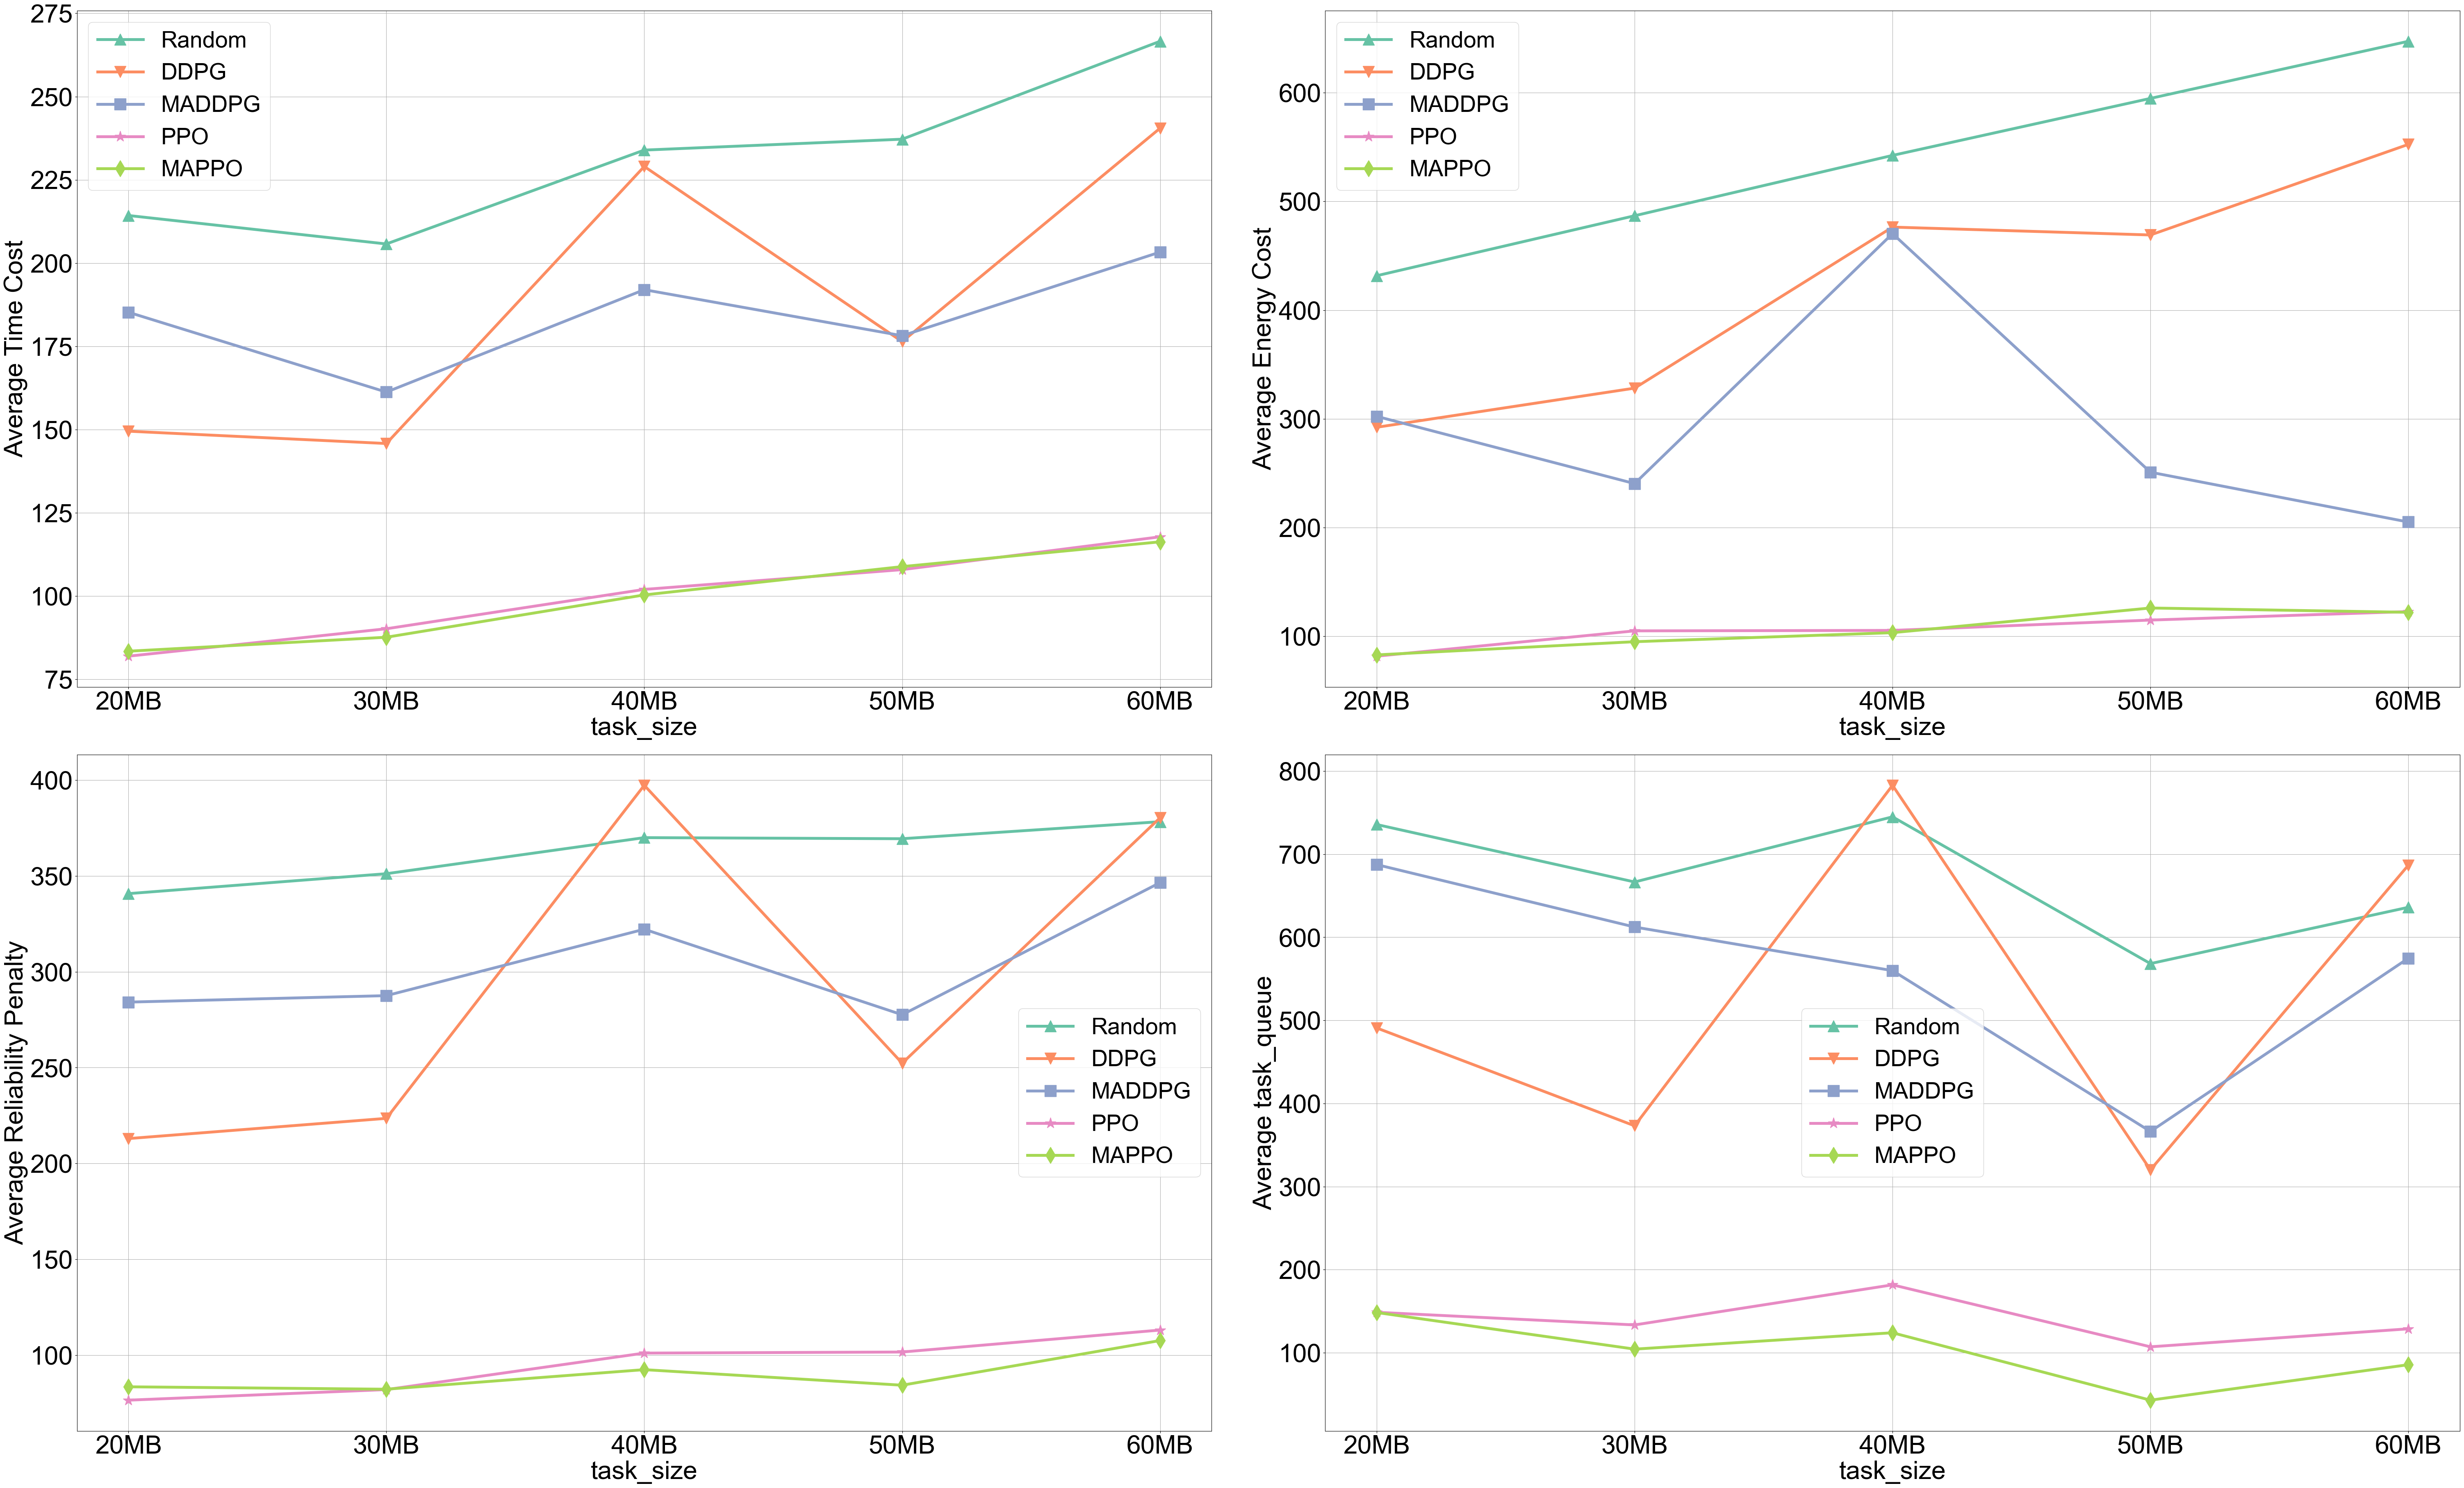 275
250
225
200
175
150
125
100
75
Average Time Cost
Random
DDPG
MADDPG
PPO
MAPPO
20MB 30MB 40MB 50MB 60MB
task_size
600
500
400
300
200
100
Average Energy Cost
Random
DDPG
MADDPG
PPO
MAPPO
20MB 30MB 40MB 50MB 60MB
task_size
400
350
300
250
200
150
100
Average Reliability Penalty
Random
DDPG
MADDPG
PPO
MAPPO
20MB 30MB 40MB 50MB 60MB
task_size
800
700
600
500
400
300
200
100
Average task_queue
Random
DDPG
MADDPG
PPO
MAPPO
20MB 30MB 40MB 50MB 60MB
task_size